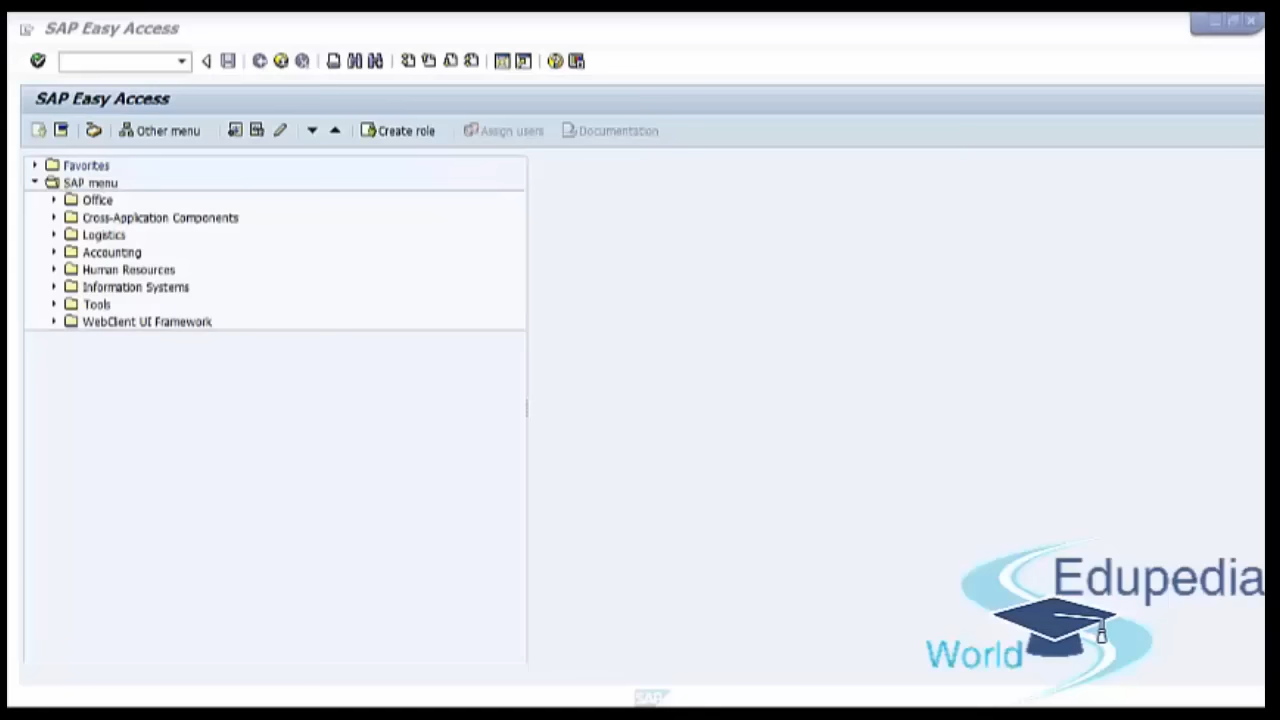 SAP Easy Access
SAP Easy Access
Other menu Create role Assign users Documentation
Favorites
SAP menu
Office
Cross-Application Components
Logistics
Accounting
Human Resources
Information Systems
Tools
WebClient UI Framework
Edupedia
World
SAP